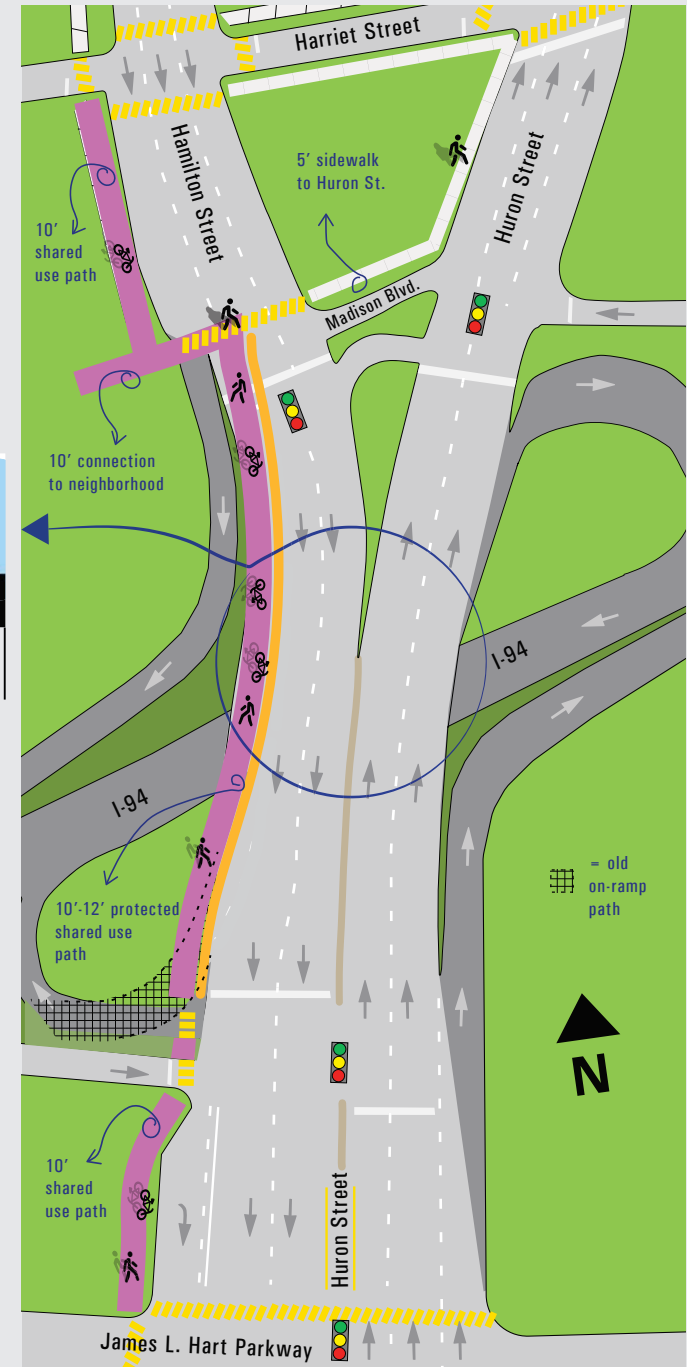 Harriet Street
Hamilton Street
5’ sidewalk
to Huron St.
Huron Street
10’
shared
use path
Madison Blvd.
10’ connection
to neighborhood
I-94
I-94
= old
on-ramp
path
10’-12’ protected
shared use
path
N
10’
shared
use path
Huron Street
James L. Hart Parkway